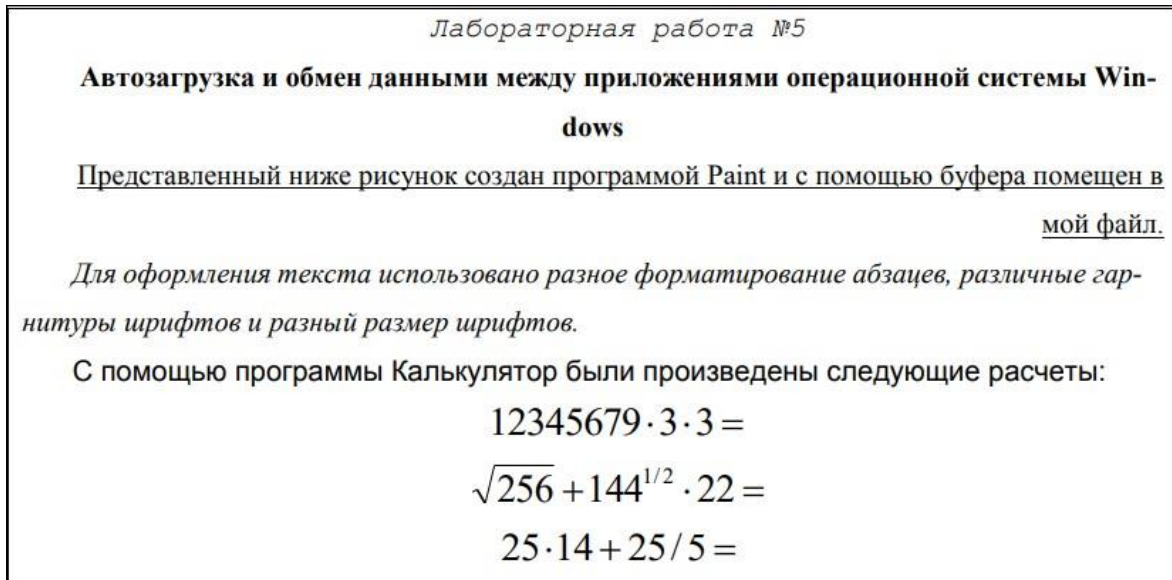 Лабораторная работа №5
Автозагрузка и обмен данными между приложениями операционной системы Win-
dows
Представленный ниже рисунок создан программой Paint и с помощью буфера помещен в
мой файл.
Для оформления текста использовано разное форматирование абзацев, различные гар-
нитуры шрифтов и разный размер шрифтов.
С помощью программы Калькулятор были произведены следующие расчеты:
12345679·3·3=
√256+144^{1/2}·22=
25·14+25/5=